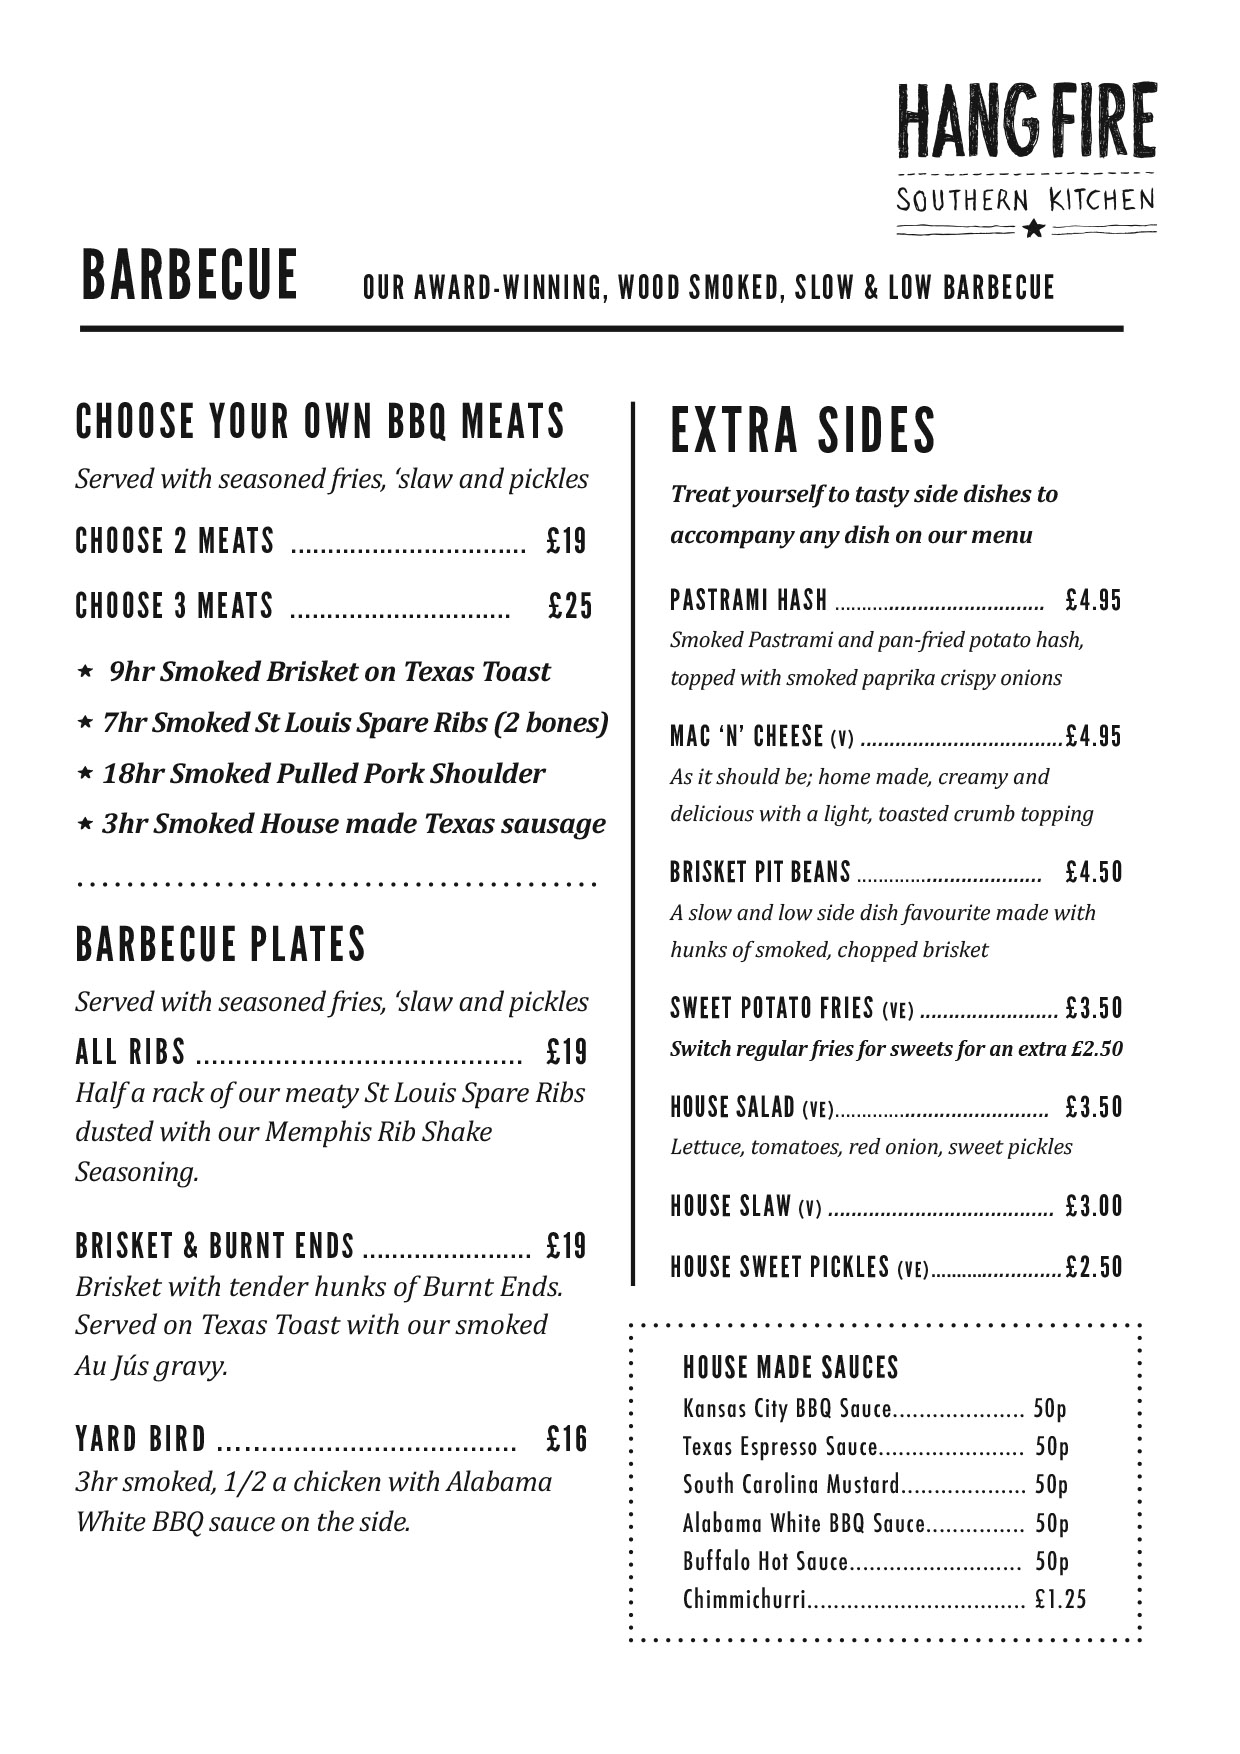 HANG FIRE
SOUTHERN KITCHEN
BARBECUE
OUR AWARD-WINNING, WOOD SMOKED, SLOW & LOW BARBECUE
CHOOSE YOUR OWN BBQ MEATS
Served with seasoned fries, ‘slaw and pickles
CHOOSE 2 MEATS ................................ £19
CHOOSE 3 MEATS .............................. £25
★ 9hr Smoked Brisket on Texas Toast
★ 7hr Smoked St Louis Spare Ribs (2 bones)
★ 18hr Smoked Pulled Pork Shoulder
★ 3hr Smoked House made Texas sausage
BARBECUE PLATES
Served with seasoned fries, ‘slaw and pickles
ALL RIBS .......................................... £19
Half a rack of our meaty St Louis Spare Ribs
dusted with our Memphis Rib Shake
Seasoning.
BRISKET & BURNT ENDS ....................... £19
Brisket with tender hunks of Burnt Ends.
Served on Texas Toast with our smoked
Au Jús gravy.
YARD BIRD ....................................... £16
3hr smoked, 1/2 a chicken with Alabama
White BBQ sauce on the side.
EXTRA SIDES
Treat yourself to tasty side dishes to
accompany any dish on our menu
PASTRAMI HASH ..................................... £4.95
Smoked Pastrami and pan-fried potato hash,
topped with smoked paprika crispy onions
MAC ‘N’ CHEESE (V) ...................................£4.95
As it should be; home made, creamy and
delicious with a light, toasted crumb topping
BRISKET PIT BEANS ................................. £4.50
A slow and low side dish favourite made with
hunks of smoked, chopped brisket
SWEET POTATO FRIES (VE) ........................ £3.50
Switch regular fries for sweets for an extra £2.50
HOUSE SALAD (VE)...................................... £3.50
Lettuce, tomatoes, red onion, sweet pickles
HOUSE SLAW (V) ....................................... £3.00
HOUSE SWEET PICKLES (VE).........................£2.50
HOUSE MADE SAUCES
Kansas City BBQ Sauce.................... 50p
Texas Espresso Sauce...................... 50p
South Carolina Mustard................... 50p
Alabama White BBQ Sauce............... 50p
Buffalo Hot Sauce.......................... 50p
Chimmichurri................................. £1.25